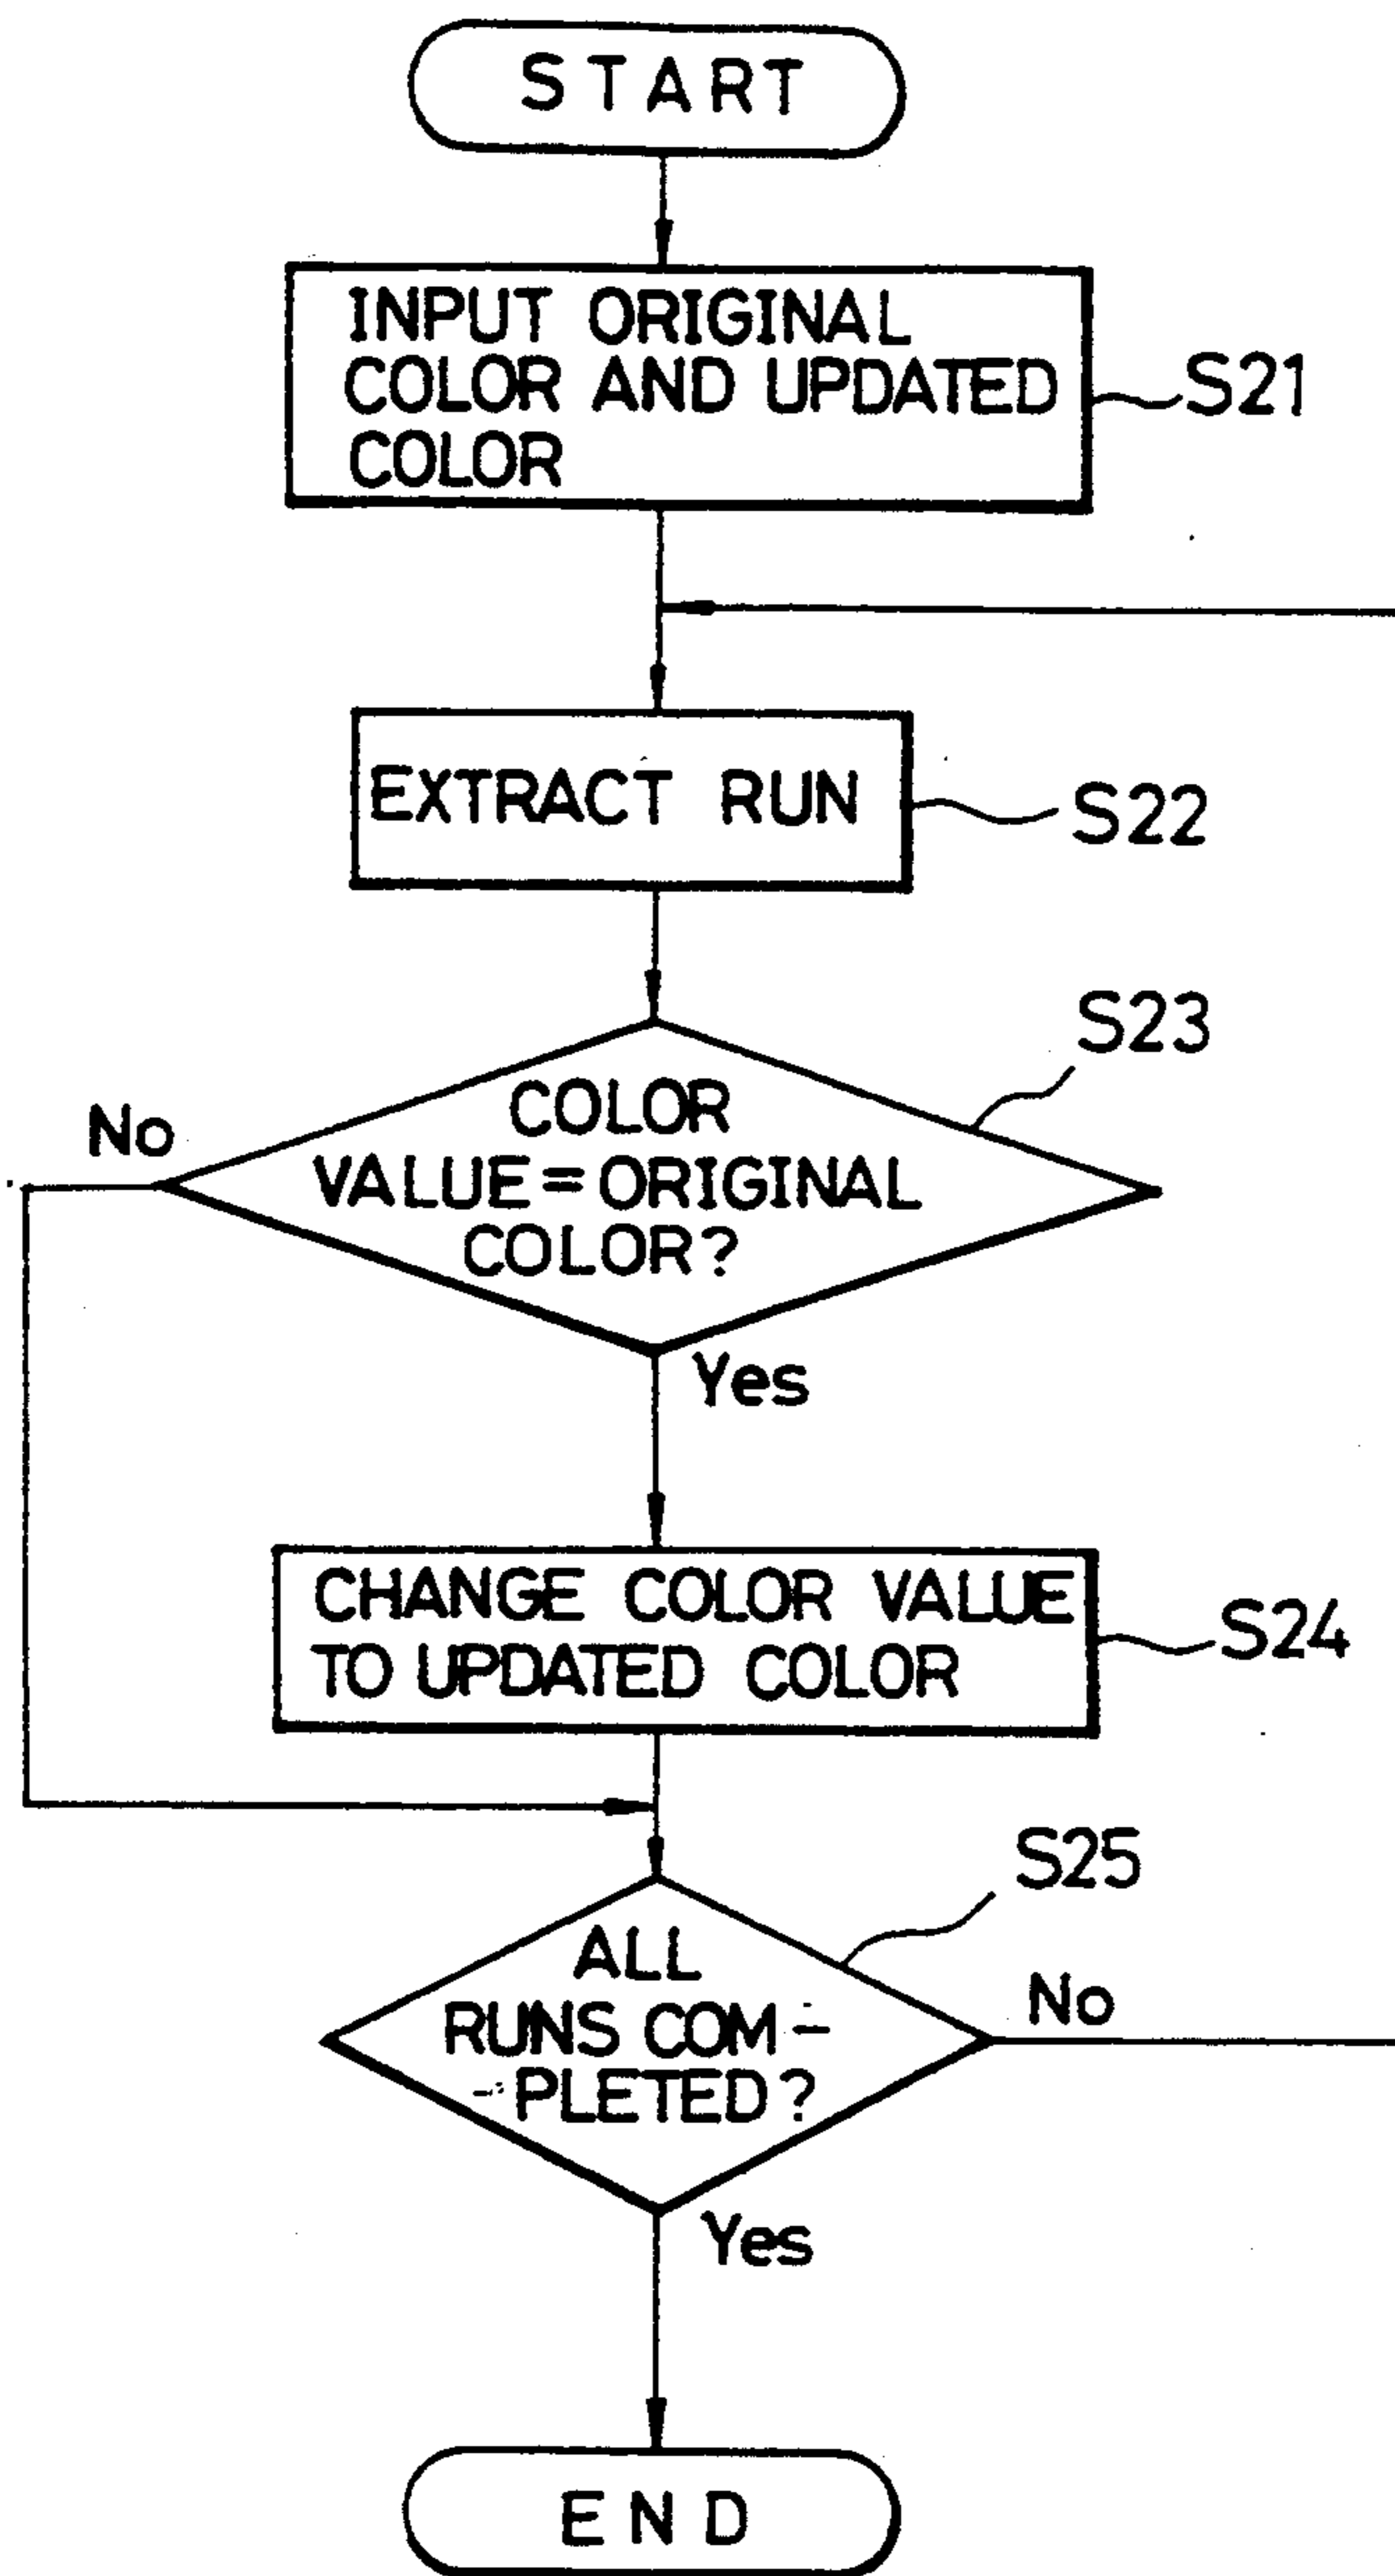 START
INPUT ORIGINAL
COLOR AND UPDATED
COLOR
S21
EXTRACT RUN
S22
S23
No
COLOR
VALUE=ORIGINAL
COLOR?
Yes
CHANGE COLOR VALUE
TO UPDATED COLOR
S24
S25
ALL
RUNS COM-
PLETED?
No
Yes
END